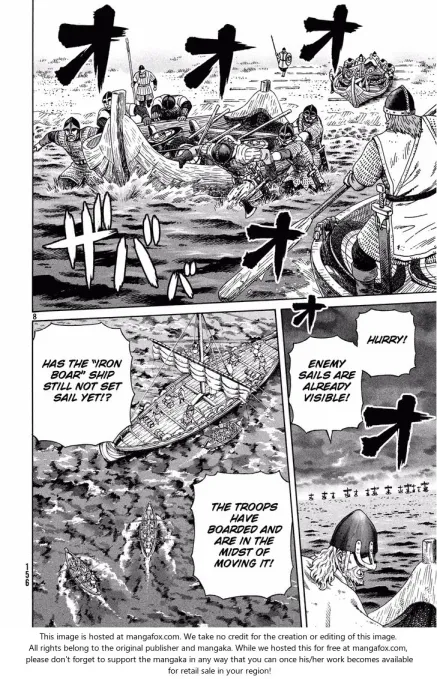 オ
オ
オ
ザ
バ
バ
オ
8
オ
HURRY!
ENEMY
SAILS ARE
ALREADY
VISIBLE!
オ
HAS THE "IRON
BOAR" SHIP
STILL NOT SET
SAIL YET!?
THE TROOPS
HAVE
BOARDED AND
ARE IN THE
MIDST OF
MOVING IT!
156
This image is hosted at mangafox.com. We take no credit for the creation or editing of this image.
All rights belong to the original publisher and mangaka. While we hosted this for free at mangafox.com,
please don't forget to support the mangaka in any way that you can once his/her work becomes available
for retail sale in your region!